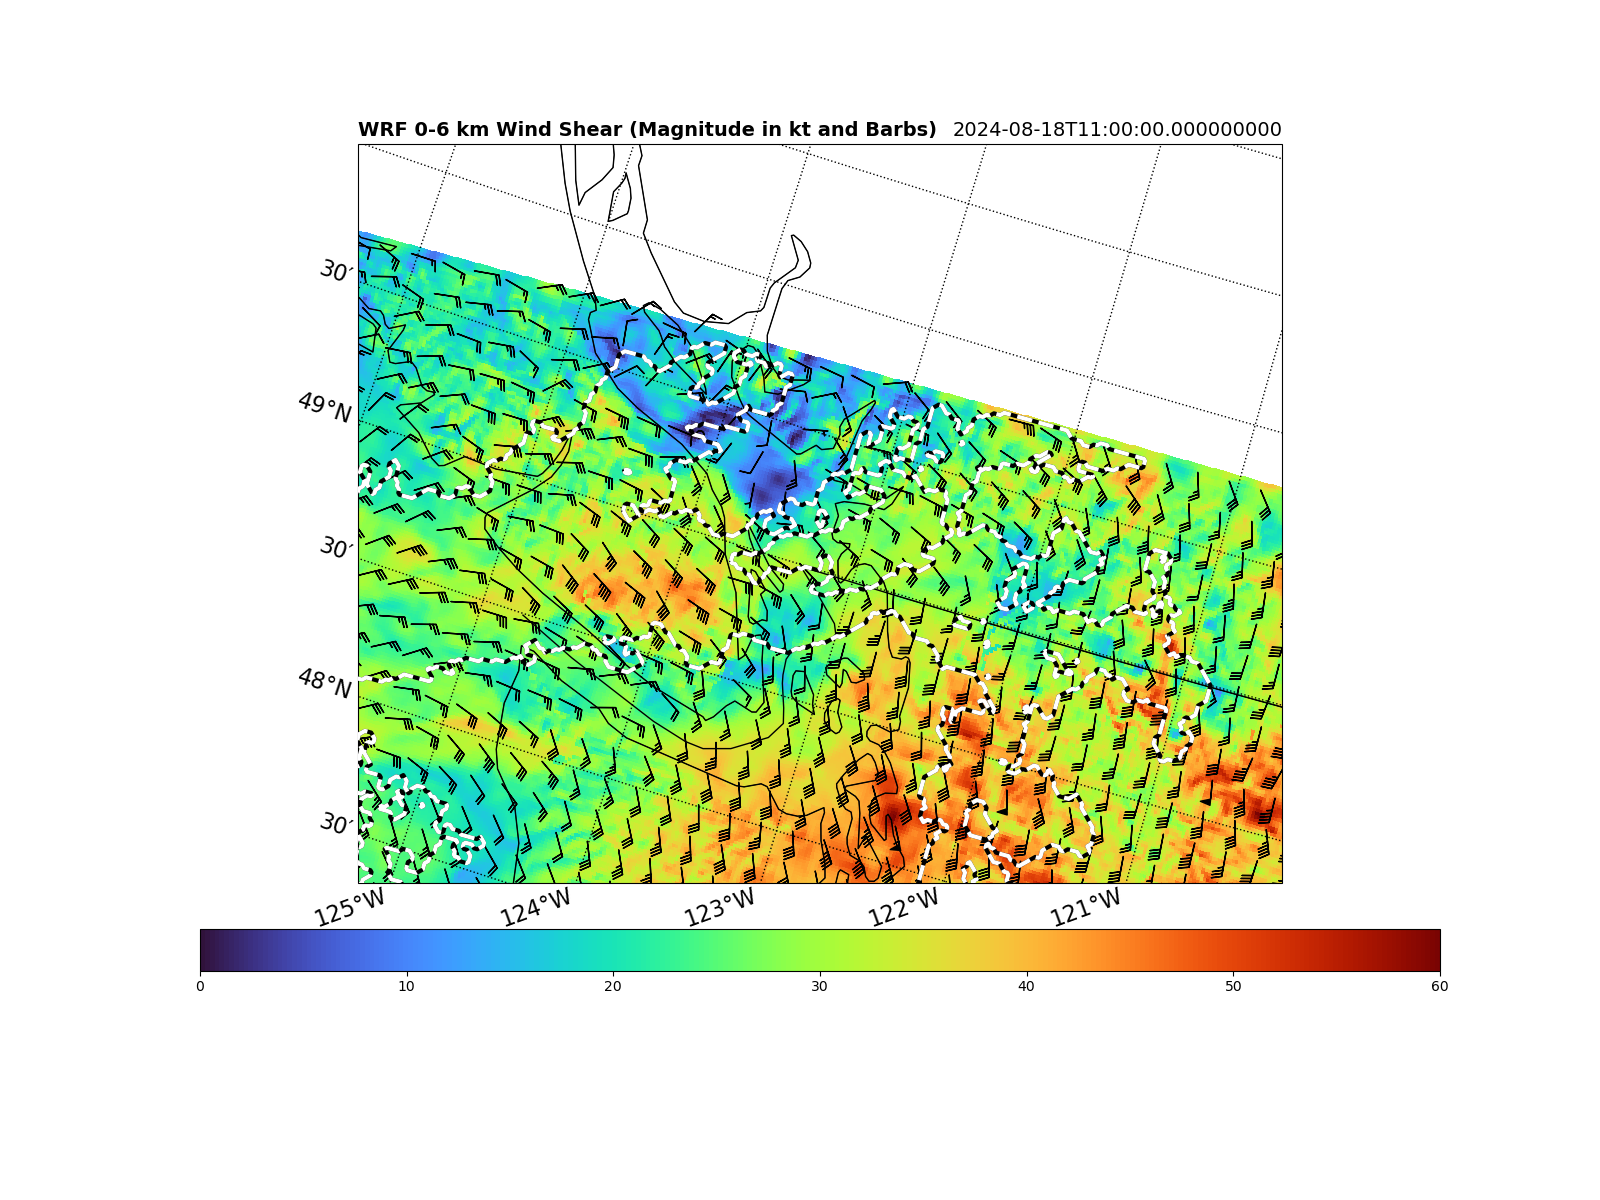 WRF 0-6 km Wind Shear (Magnitude in kt and Barbs) 2024-08-18T11:00:00.000000000
30′
49°N
30′
48°N
30′
125°W 124°W 123°W 122°W 121°W
0 10 20 30 40 50 60